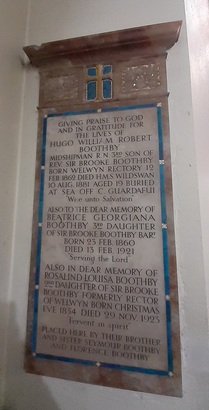 GIVING PRAISE TO GOD
AND IN GRATITUDE FOR
THE LIVES OF
HUGO WILLIAM ROBERT
BOOTHBY
MIDSHIPMAN R N 3RD SON OF
REV. SIR BROOKE BOOTHBY
BORN WELWYN RECTORY 12
FEB 1862 DIED H.M.S WILDSWAN
10 AUG. 1881 AGED 19 BURIED
AT SEA OFF C. GUARDAFUI
Salvation
ALSO TO THE DEAR MEMORY OF
BEATRICE GEORGIANA
BOOTHBY 3RD DAUGHTER
OF SIR BROOKE BOOTHBY BART
BORN 23 FEB. 1860
DIED 13 FEB 1921
Serving the Lord
ALSO IN DEAR MEMORY OF
ROSALIND LOUISA BOOTHBY
DAUGHTER OF SIR BROOKE
BOOTHBY FORMERLY RECTOR
OF WELWYN BORN CHRISTMAS
EVE 1854 DIED 29 NOV. 1923
Fervent in spirit
PLACED HERE BY THEIR BROTHER
AND SISTER SEYMOUR BOOTHBY
AND FLORENCE BOOTHBY